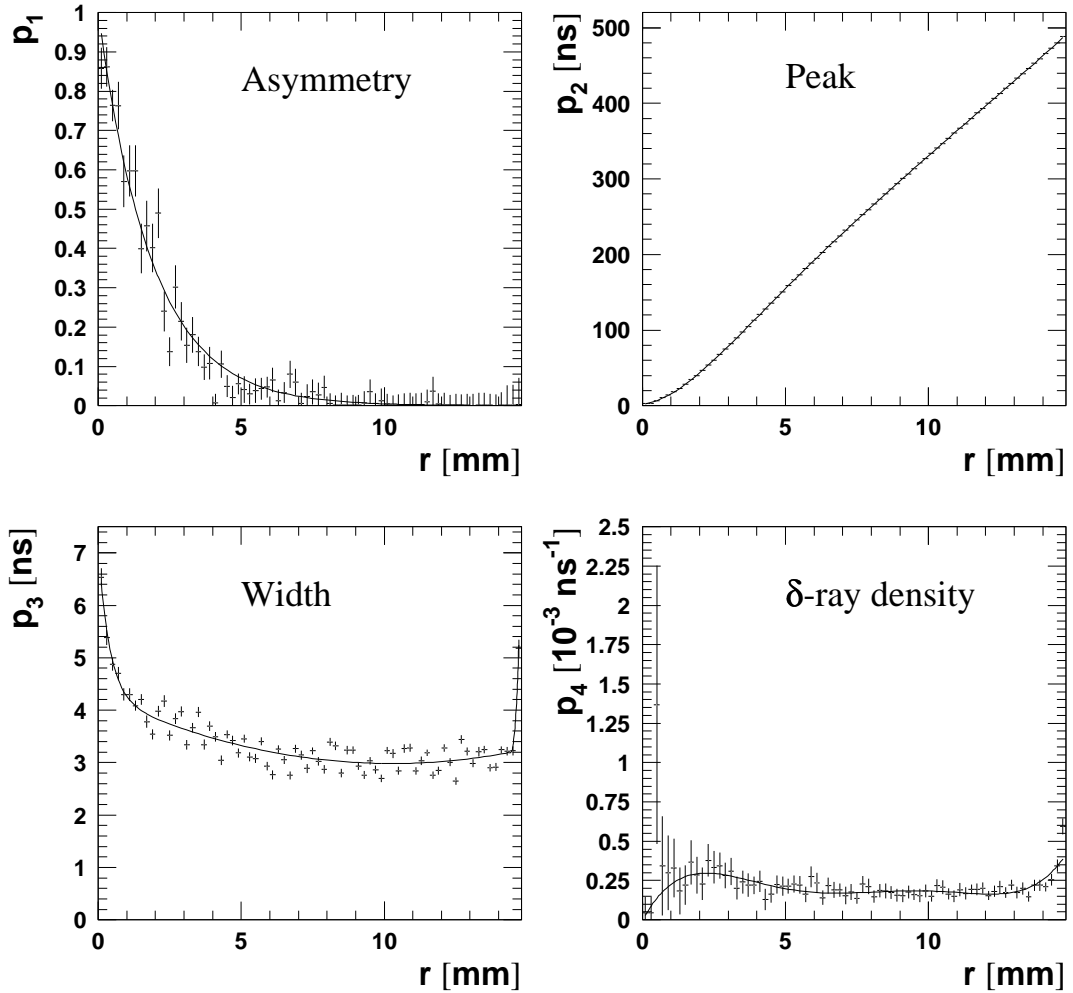 p1
Asymmetry
1
0.9
0.8
0.7
0.6
0.5
0.4
0.3
0.2
0.1
0
0 5 10
r [mm]
p2 [ns]
Peak
500
400
300
200
100
0
0 5 10
r [mm]
p3 [ns]
Width
7
6
5
4
3
2
1
0
0 5 10
r [mm]
p4 [10-3 ns-1]
δ-ray density
2.5
2.25
2
1.75
1.5
1.25
1
0.75
0.5
0.25
0
0 5 10
r [mm]